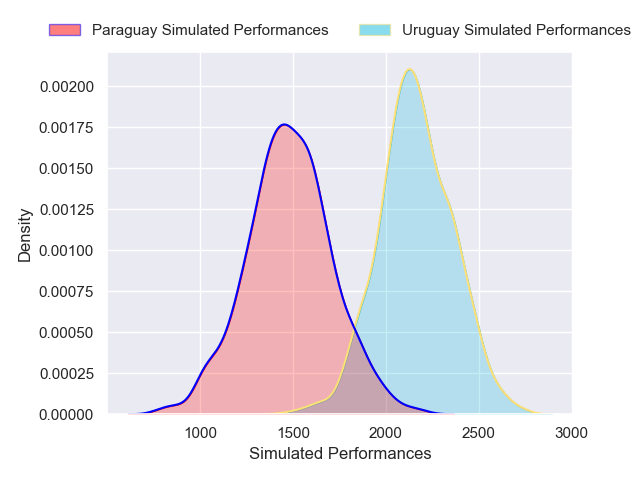 Paraguay Simulated Performances
Uruguay Simulated Performances
0.00200
0.00175
0.00150
0.00125
0.00100
0.00075
0.00050
0.00025
0.00000
Density
1000 1500 2000 2500 3000
Simulated Performances